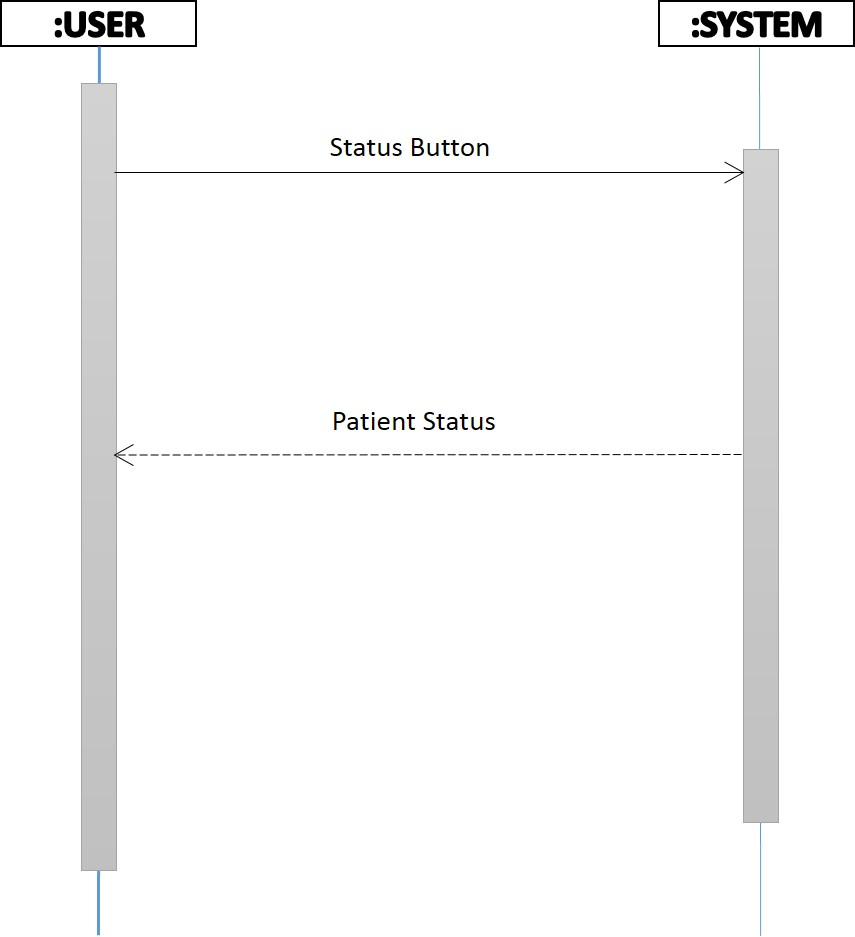 :USER
:SYSTEM
Status Button
Patient Status